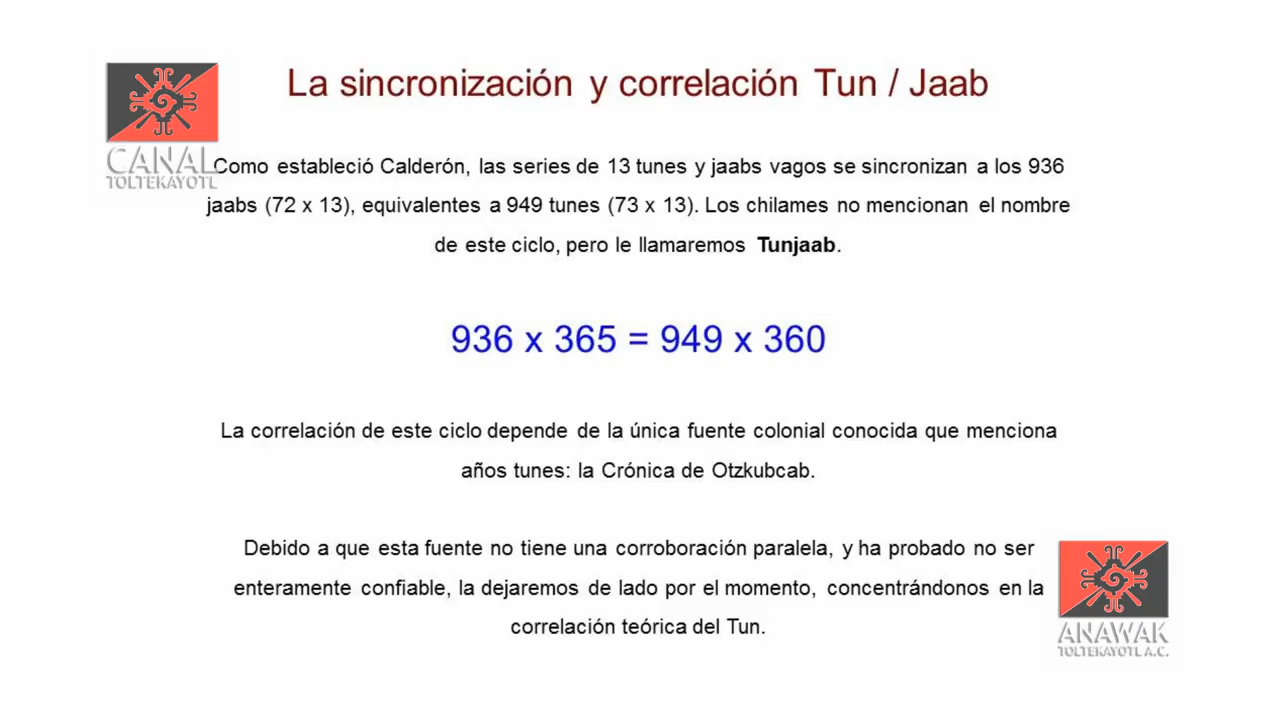 La sincronización y correlación Tun / Jaab
CANAL
TOLTEKAYOTL
Como estableció Calderón, las series de 13 tunes y jaabs vagos se sincronizan a los 936
jaabs (72 x 13), equivalentes a 949 tunes (73 x 13). Los chilames no mencionan el nombre
de este ciclo, pero le llamaremos Tunjaab.
936 x 365 = 949 x 360
La correlación de este ciclo depende de la única fuente colonial conocida que menciona
años tunes: la Crónica de Otzkubcab.
Debido a que esta fuente no tiene una corroboración paralela, y ha probado no ser
enteramente confiable, la dejaremos de lado por el momento, concentrándonos en la
correlación teórica del Tun.
ANAWAK
TOLTEKAYOTL A.C.